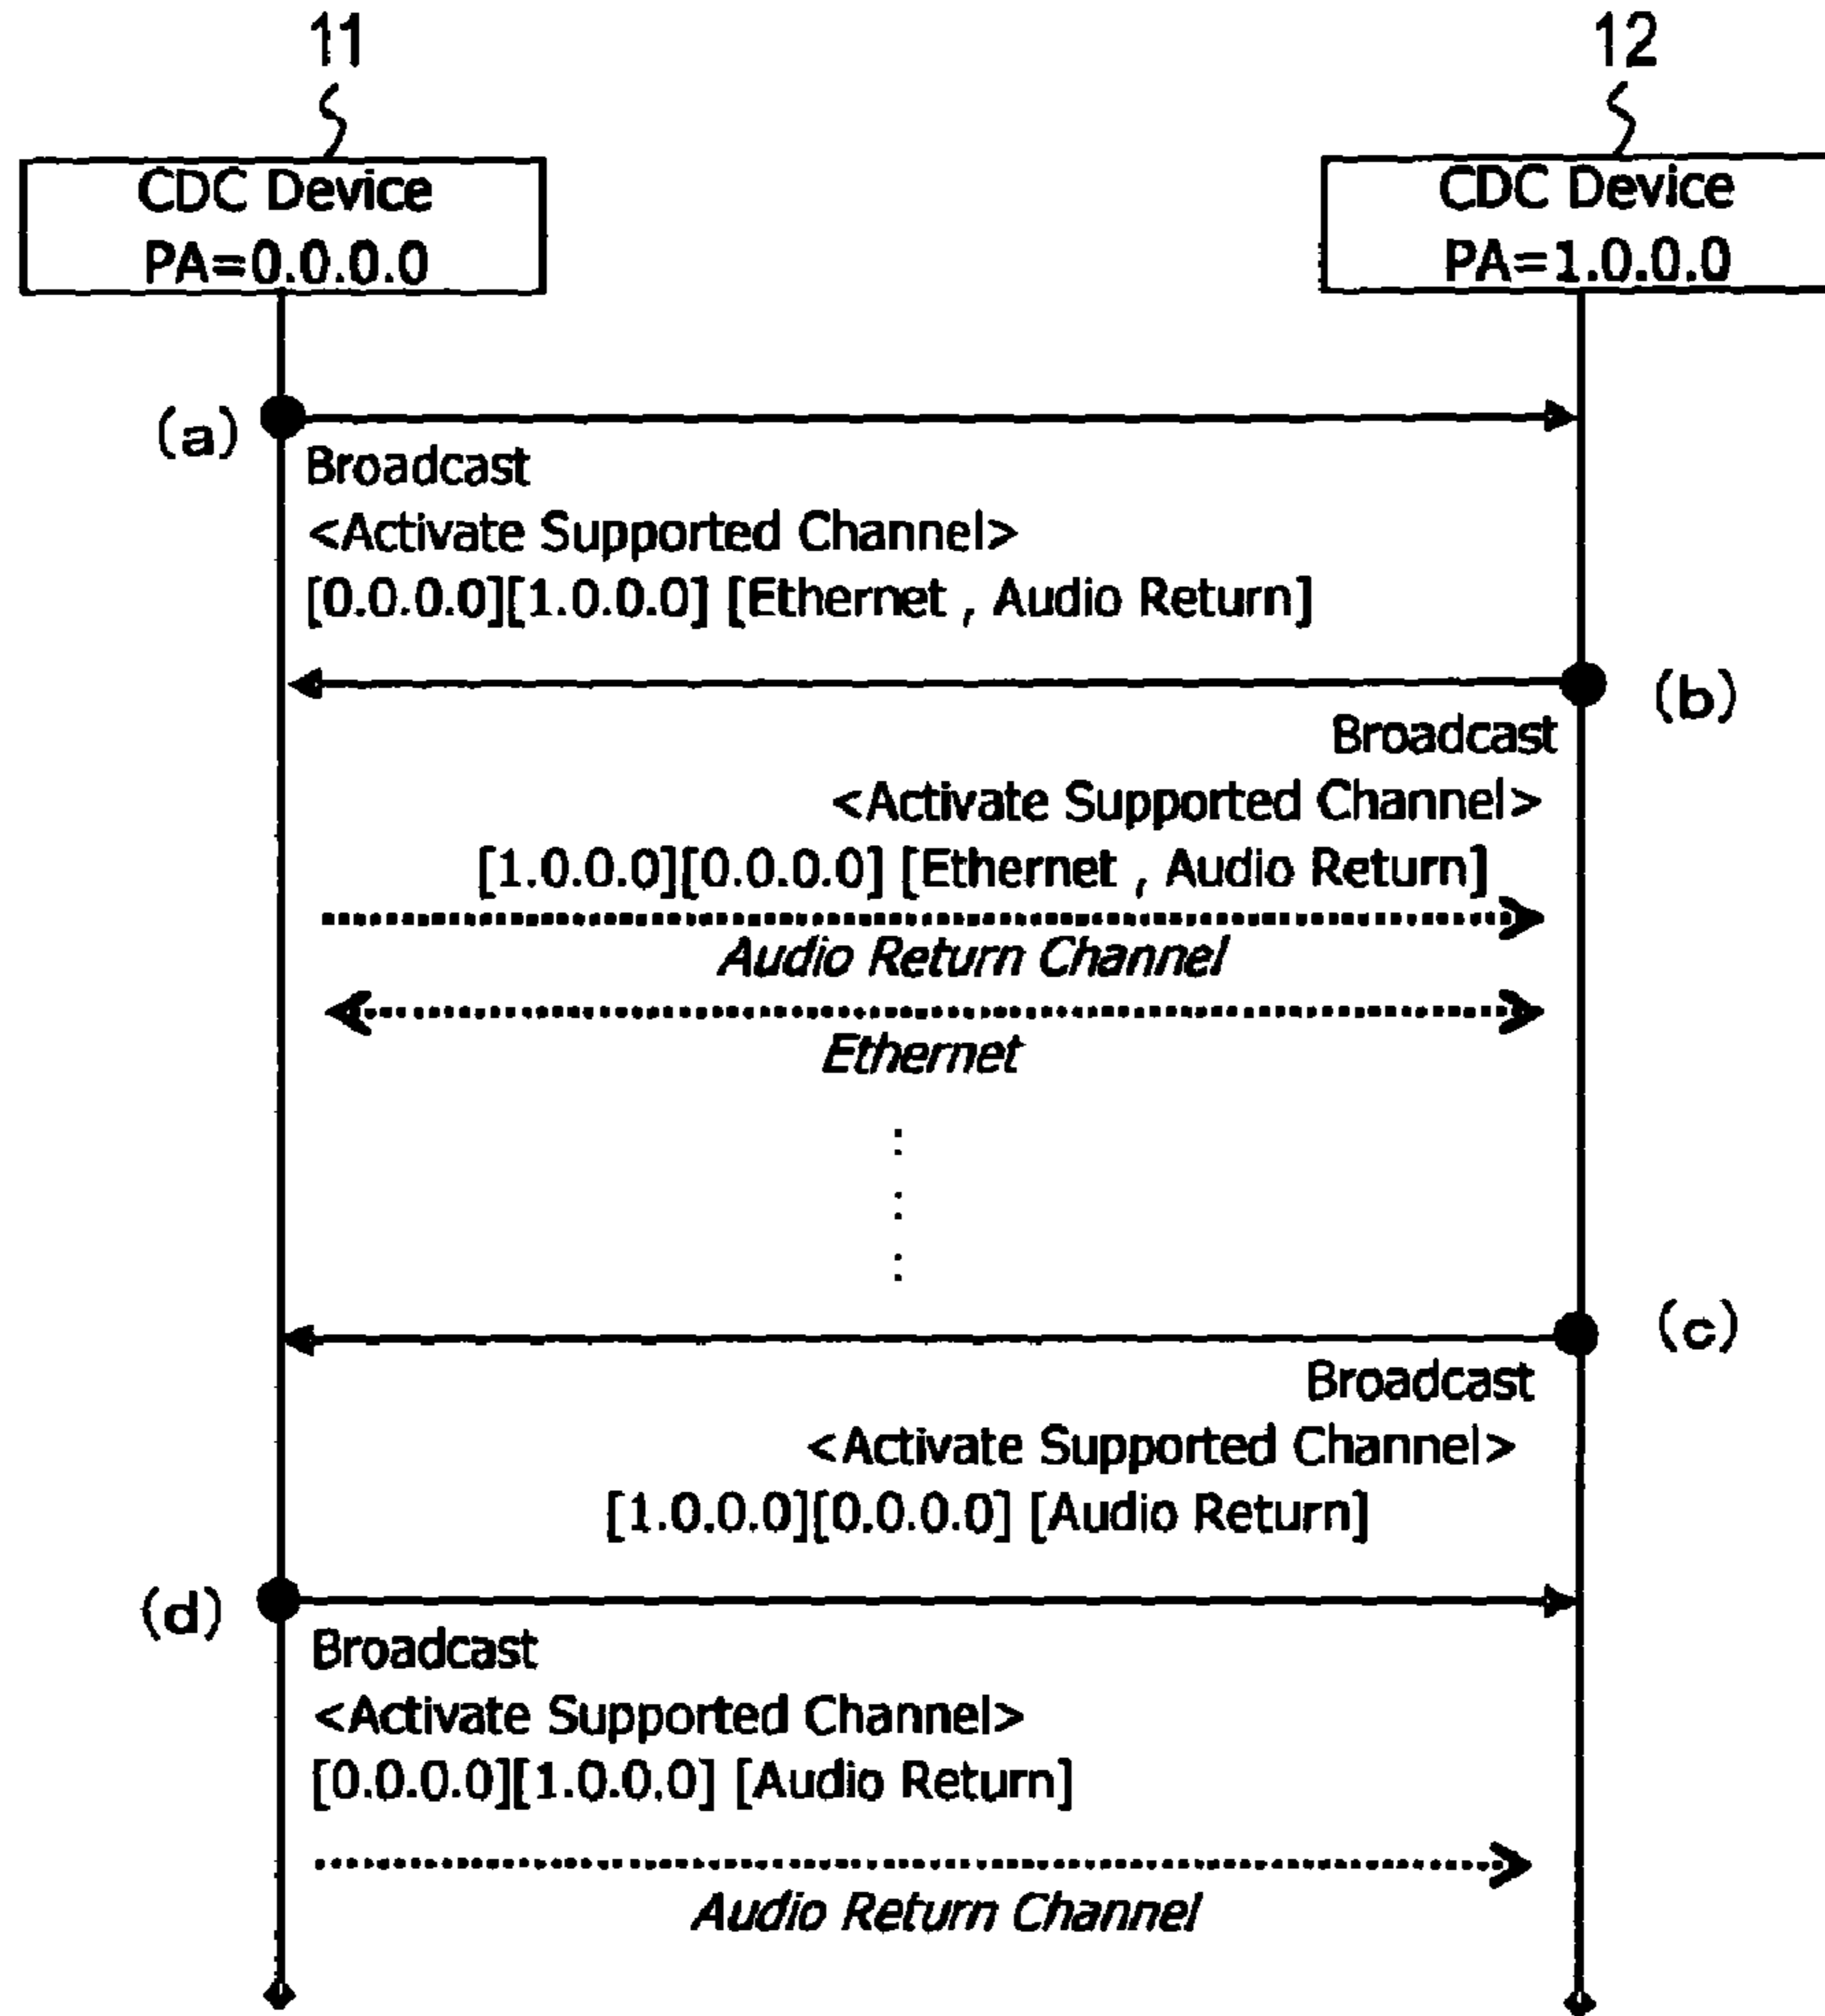 11
12
CDC Device
PA=0.0.0.0
CDC Device
PA=1.0.0.0
(a)
Broadcast
<Activate Supported Channel>
[0.0.0.0][1.0.0.0] [Ethernet , Audio Return]
(b)
Broadcast
<Activate Supported Channel>
[1.0.0.0][0.0.0.0] [Ethernet , Audio Return]
Audio Return Channel
Ethernet
(c)
Broadcast
<Activate Supported Channel>
[1.0.0.0][0.0.0.0] [Audio Return]
(d)
Broadcast
<Activate Supported Channel>
[0.0.0.0][1.0.0.0] [Audio Return]
Audio Return Channel